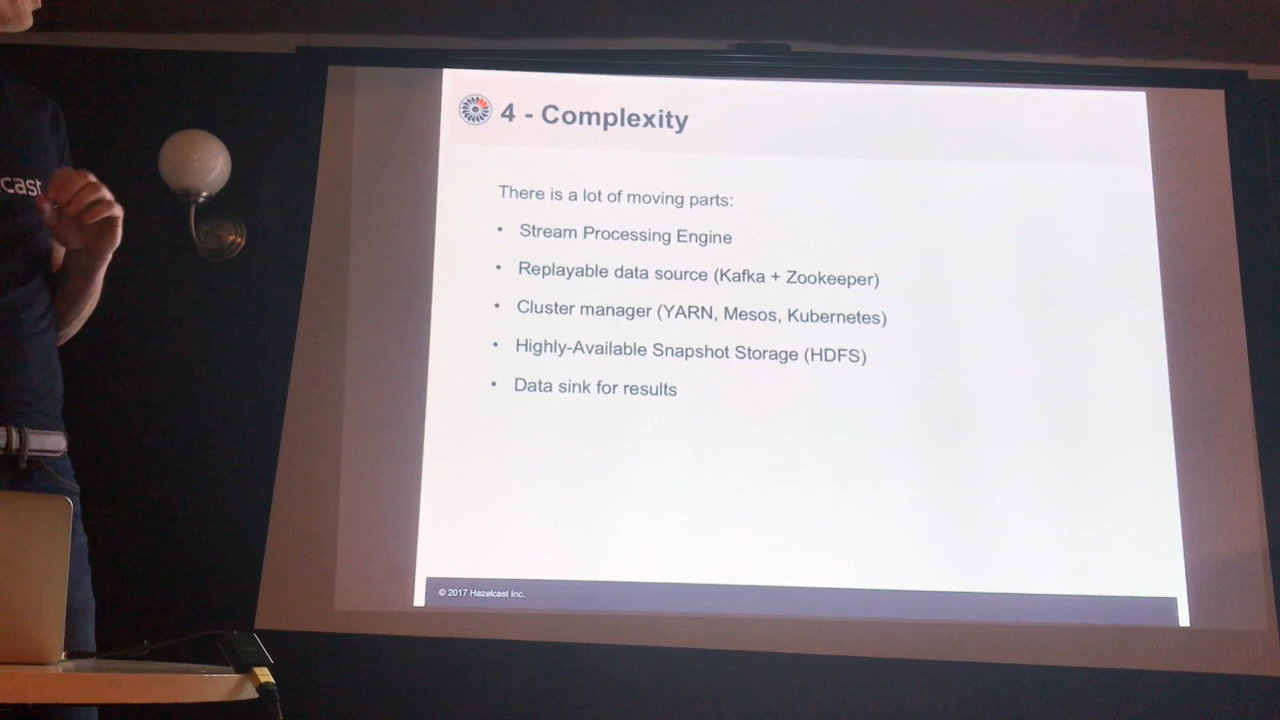 4 - Complexity
cast
There is a lot of moving parts:
• Stream Processing Engine
• Replayable data source (Kafka + Zookeeper)
• Cluster manager (YARN, Mesos, Kubernetes)
• Highly-Available Snapshot Storage (HDFS)
• Data sink for results
© 2017 Hazelcast Inc.